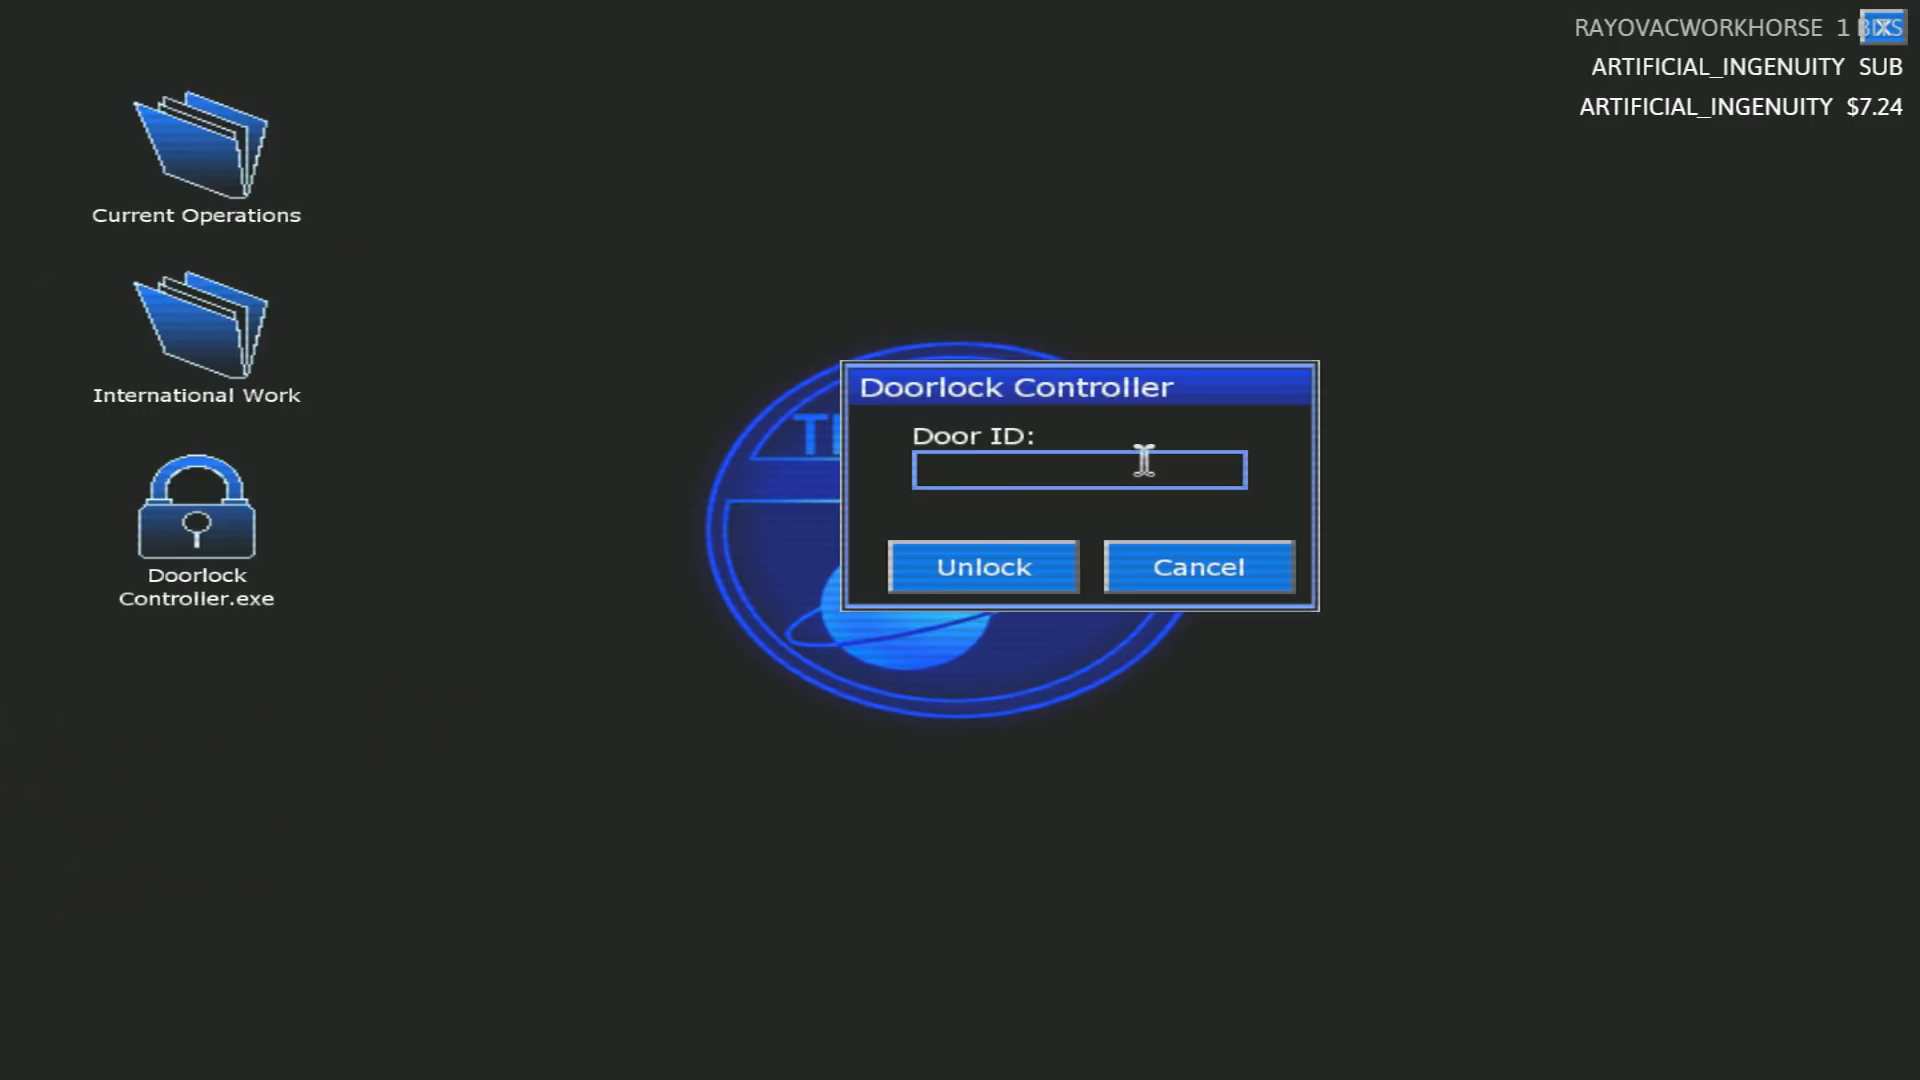 RAYOVACWORKHORSE 1 BITS
X
ARTIFICIAL_INGENUITY SUB
ARTIFICIAL_INGENUITY $7.24
Current Operations
International Work
Doorlock
Controller.exe
Doorlock Controller
Door ID:
Unlock
Cancel